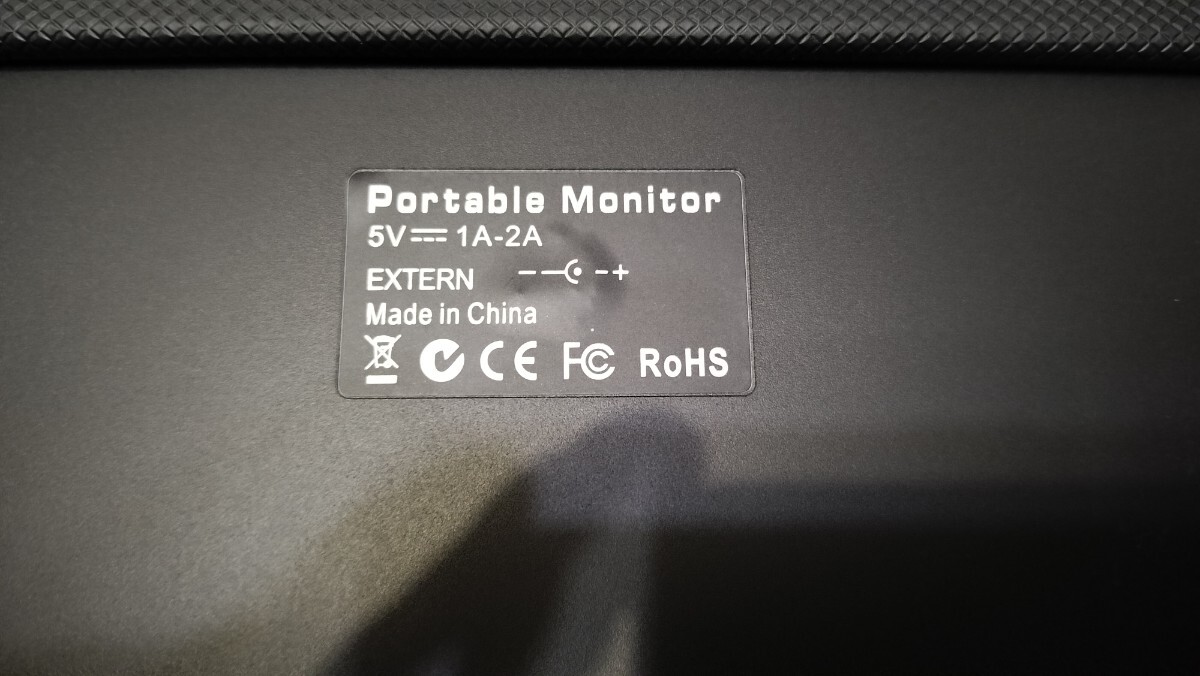 Portable Monitor
5V⎓1A-2A
EXTERN
Made in China
CE FC RoHS